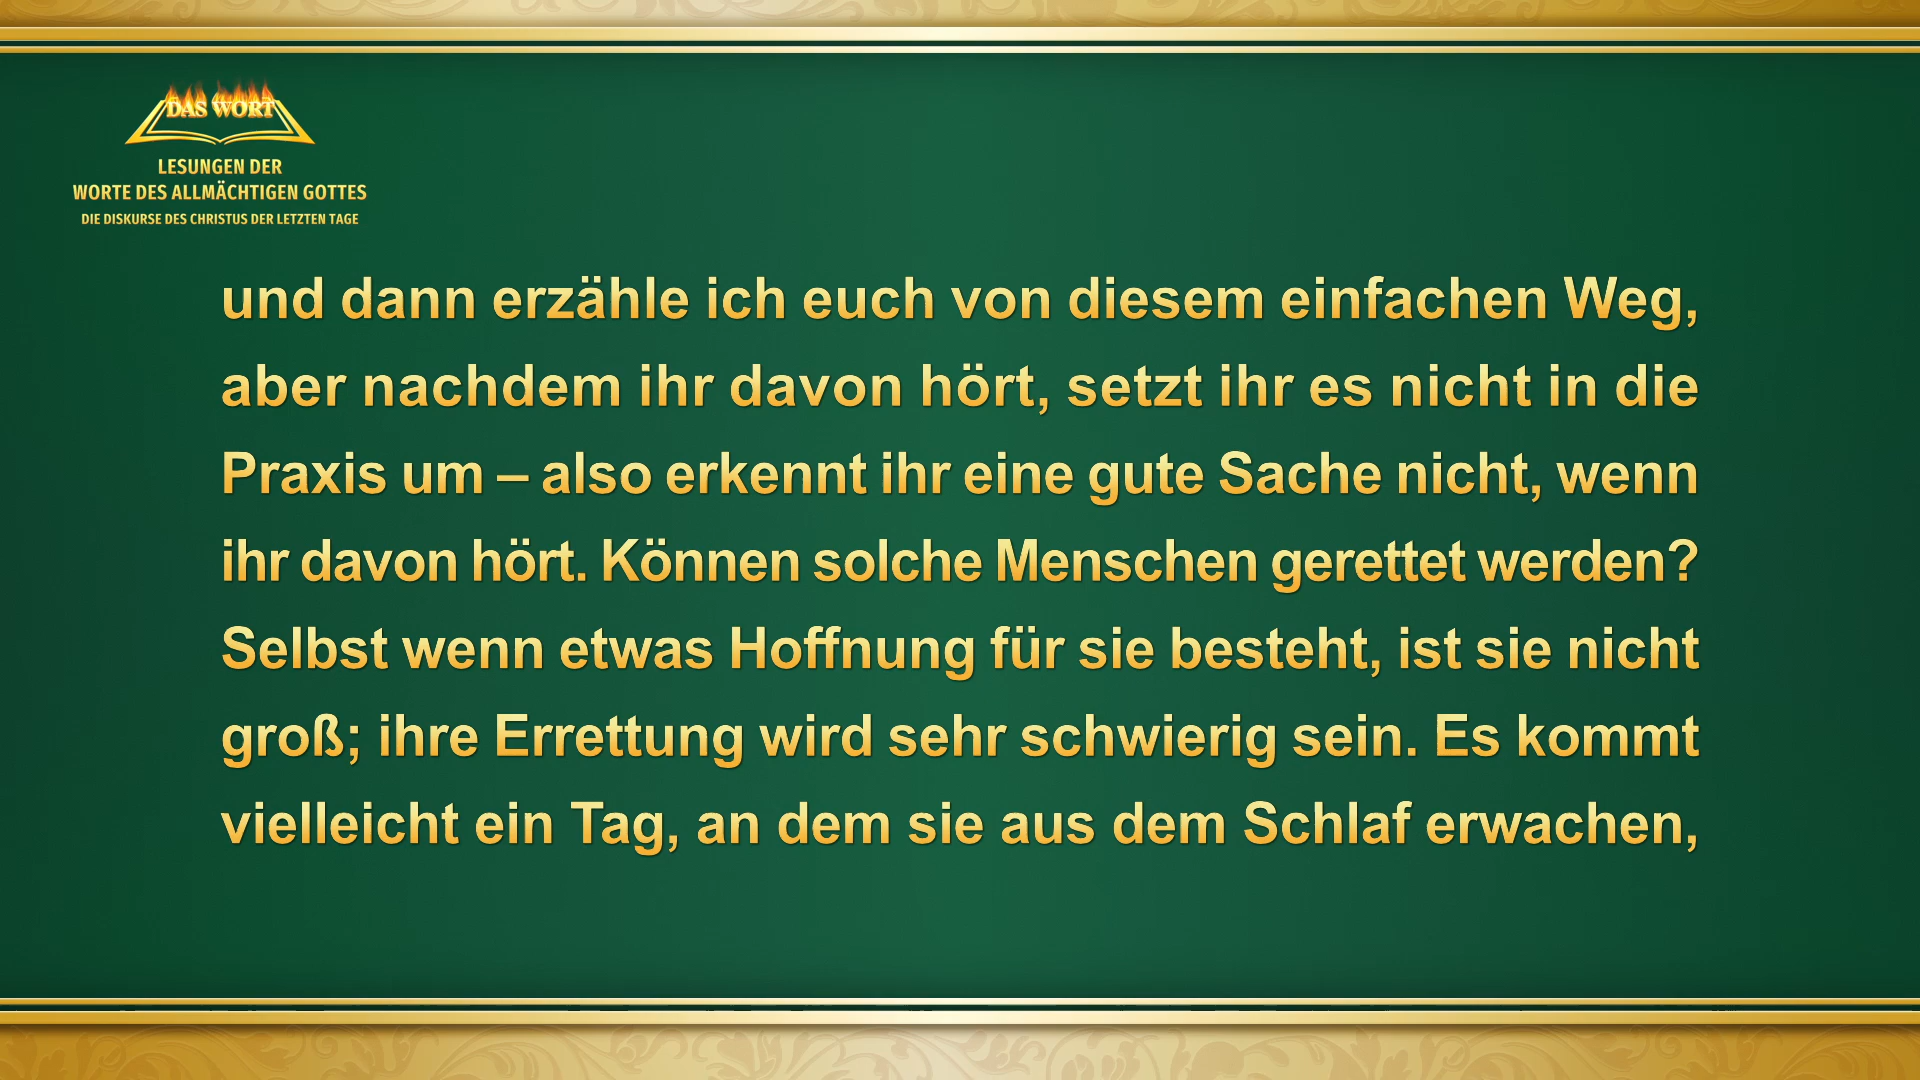 DAS WORT
LESUNGEN DER
WORTE DES ALLMÄCHTIGEN GOTTES
DIE DISKURSE DES CHRISTUS DER LETZTEN TAGE
und dann erzähle ich euch von diesem einfachen Weg,
aber nachdem ihr davon hört, setzt ihr es nicht in die
Praxis um – also erkennt ihr eine gute Sache nicht, wenn
ihr davon hört. Können solche Menschen gerettet werden?
Selbst wenn etwas Hoffnung für sie besteht, ist sie nicht
groß; ihre Errettung wird sehr schwierig sein. Es kommt
vielleicht ein Tag, an dem sie aus dem Schlaf erwachen,